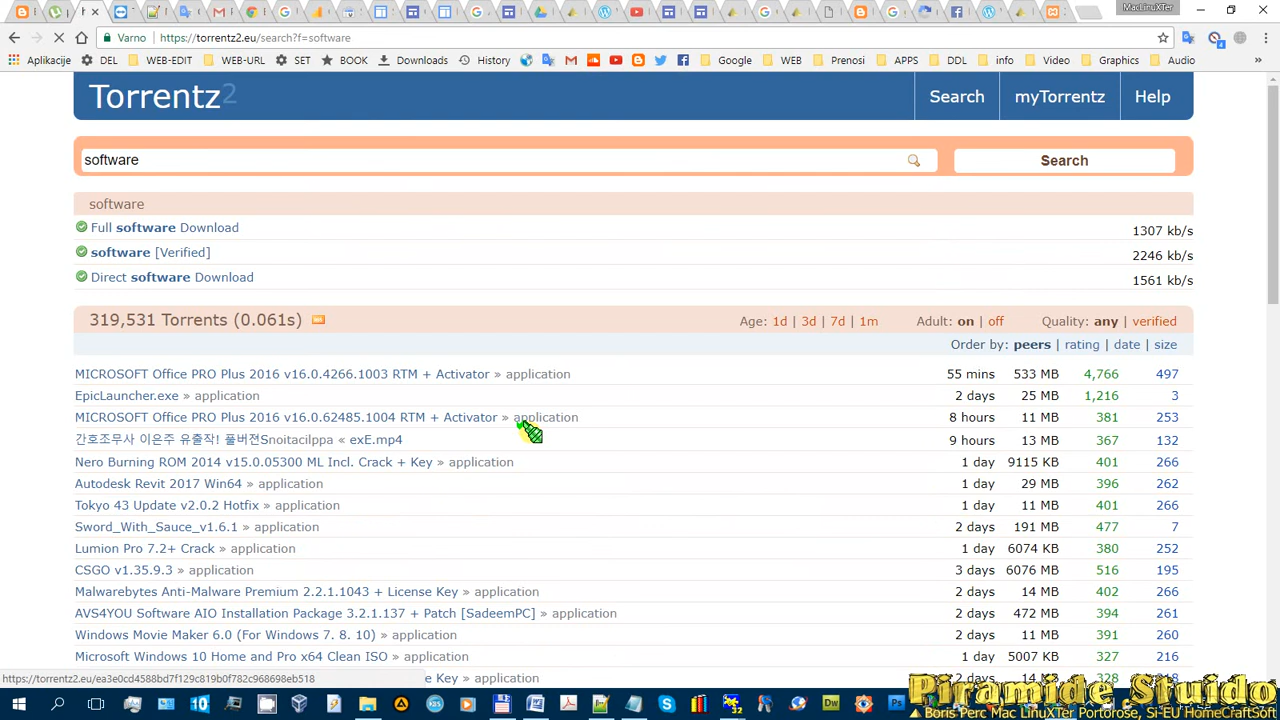 MacLinuXTer
Varno https://torrentz2.eu/search?f=software
Aplikacije DEL WEB-EDIT WEB-URL SET BOOK Downloads History Google WEB Prenosi APPS DDL info Video Graphics Audio »
Torrentz2 Search myTorrentz Help
software Search
software
Full software Download 1307 kb/s
software [Verified] 2246 kb/s
Direct software Download 1561 kb/s
319,531 Torrents (0.061s) Age: 1d | 3d | 7d | 1m Adult: on | off Quality: any | verified
Order by: peers | rating | date | size
MICROSOFT Office PRO Plus 2016 v16.0.4266.1003 RTM + Activator » application 55 mins 533 MB 4,766 497
EpicLauncher.exe » application 2 days 25 MB 1,216 3
MICROSOFT Office PRO Plus 2016 v16.0.62485.1004 RTM + Activator » application 8 hours 11 MB 381 253
간호조무사 이은주 유출작! 풀버젼Snoitacilppa « exE.mp4 9 hours 13 MB 367 132
Nero Burning ROM 2014 v15.0.05300 ML Incl. Crack + Key » application 1 day 9115 KB 401 266
Autodesk Revit 2017 Win64 » application 1 day 29 MB 396 262
Tokyo 43 Update v2.0.2 Hotfix » application 1 day 11 MB 401 266
Sword_With_Sauce_v1.6.1 » application 2 days 191 MB 477 7
Lumion Pro 7.2+ Crack » application 1 day 6074 KB 380 252
CSGO v1.35.9.3 » application 3 days 6076 MB 516 195
Malwarebytes Anti-Malware Premium 2.2.1.1043 + License Key » application 2 days 14 MB 402 266
AVS4YOU Software AIO Installation Package 3.2.1.137 + Patch [SadeemPC] » application 2 days 472 MB 394 261
Windows Movie Maker 6.0 (For Windows 7. 8. 10) » application 2 days 11 MB 391 260
Microsoft Windows 10 Home and Pro x64 Clean ISO » application 1 day 5007 KB 327 216
https://torrentz2.eu/ea3e0cd4588bd7f129c819b0f782c968698eb518 e Key » application 2 days 14 MB 328
Piramide Studio
▲ Boris Perc Mac LinuXTer Portorose, Si-EU HomeCraftSoft